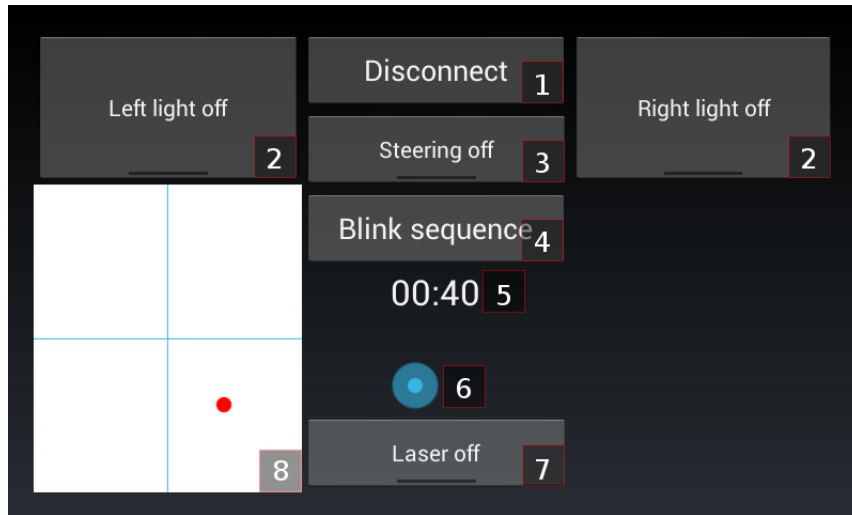 Disconnect
1
Left light off
2
Right light off
2
Steering off
3
Blink sequence
4
00:40
5
6
Laser off
7
8